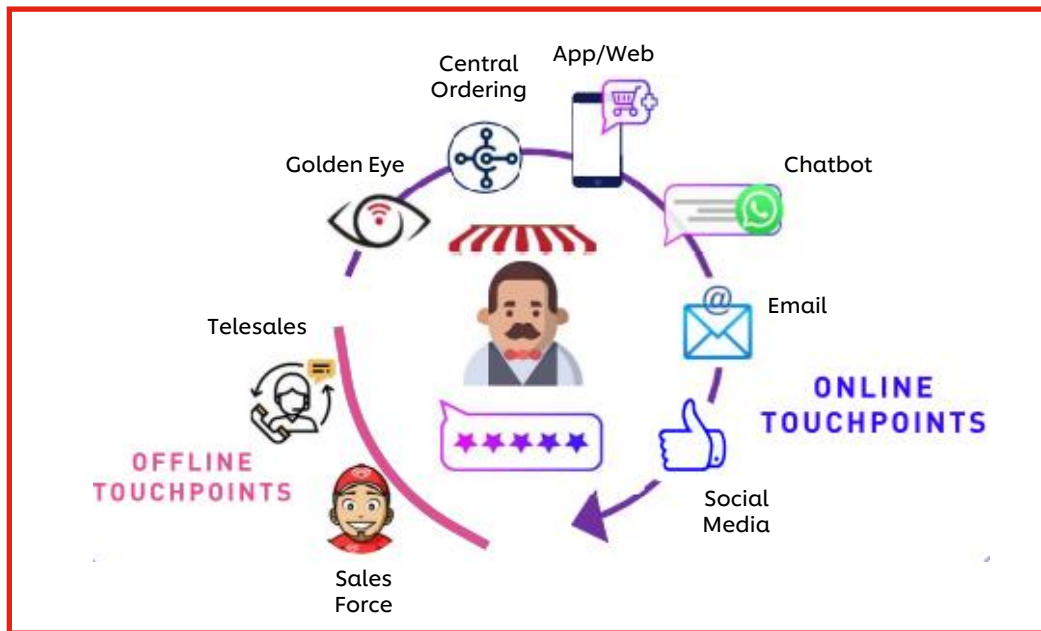 App/Web
Central
Ordering
Golden Eye
Chatbot
Telesales
@
Email
ONLINE
TOUCHPOINTS
OFFLINE
TOUCHPOINTS
Social
Media
Sales
Force